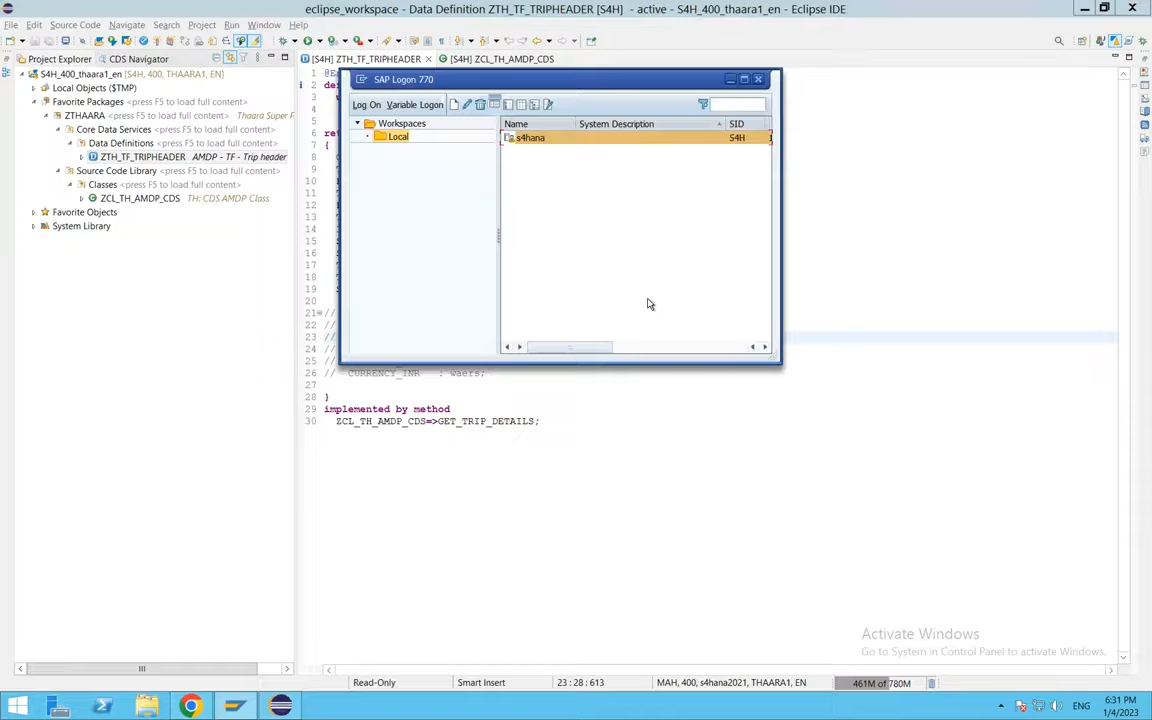 eclipse_workspace - Data Definition ZTH_TF_TRIPHEADER [S4H] - active - S4H_400_thaara1_en - Eclipse IDE
File Edit Source Code Navigate Search Project Run Window Help
Project Explorer CDS Navigator
S4H_400_thaara1_en [S4H, 400, THAARA1, EN]
Local Objects ($TMP)
Favorite Packages <press F5 to load full content>
ZTHAARA <press F5 to load full content> Thaara Super P
Core Data Services <press F5 to load full content>
Data Definitions <press F5 to load full content>
ZTH_TF_TRIPHEADER AMDP - TF - Trip header
Source Code Library <press F5 to load full content>
Classes <press F5 to load full content>
ZCL_TH_AMDP_CDS TH: CDS AMDP Class
Favorite Objects
System Library
[S4H] ZTH_TF_TRIPHEADER [S4H] ZCL_TH_AMDP_CDS
SAP Logon 770
Log On Variable Logon
Workspaces
Local
Name System Description SID
s4hana S4H
26 // CURRENCY_INR : waers;
27
28 }
29 implemented by method
30 ZCL_TH_AMDP_CDS=>GET_TRIP_DETAILS;
Activate Windows
Go to System in Control Panel to activate Windows.
Read-Only Smart Insert 23 : 28 : 613 MAH, 400, s4hana2021, THAARA1, EN 461M of 780M
ENG 6:31 PM
1/4/2023